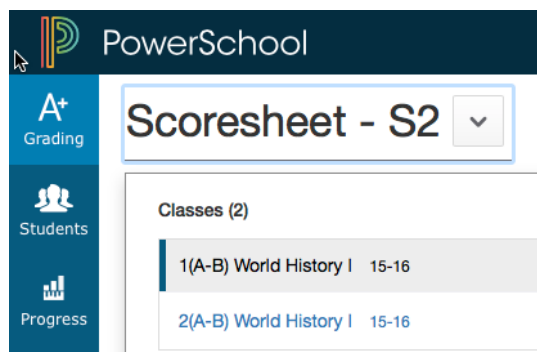 PowerSchool
A+
Grading
Scoresheet - S2
Students
Classes (2)
1(A-B) World History I 15-16
Progress
2(A-B) World History I 15-16